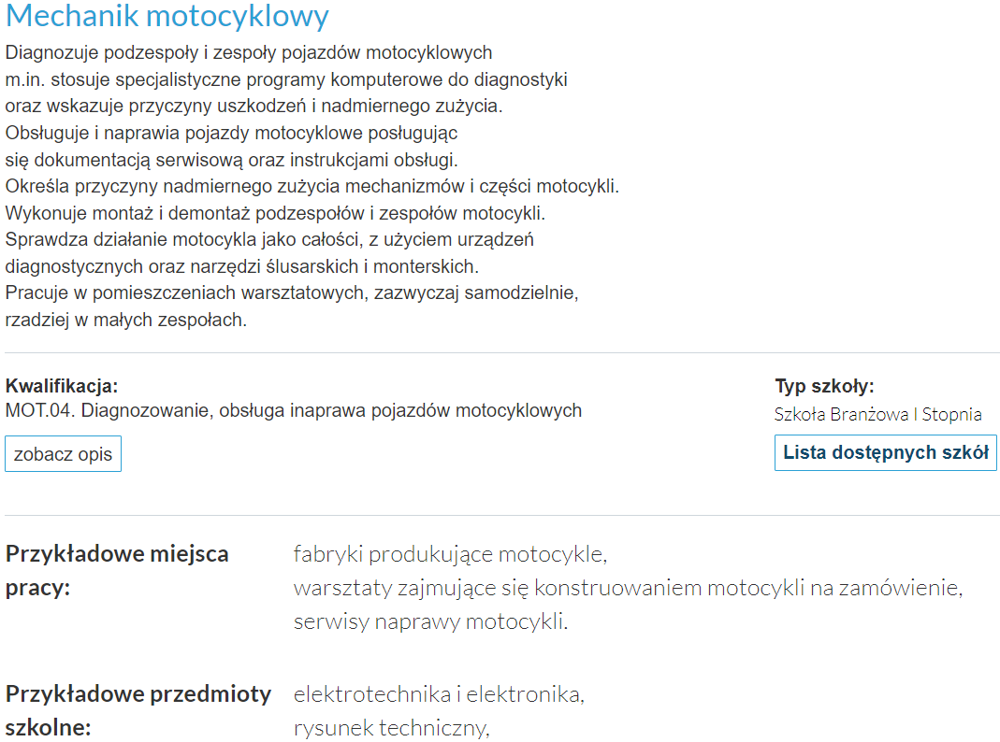 Mechanik motocyklowy
Diagnozuje podzespoły i zespoły pojazdów motocyklowych
m.in. stosuje specjalistyczne programy komputerowe do diagnostyki
oraz wskazuje przyczyny uszkodzeń i nadmiernego zużycia.
Obsługuje i naprawia pojazdy motocyklowe posługując
się dokumentacją serwisową oraz instrukcjami obsługi.
Określa przyczyny nadmiernego zużycia mechanizmów i części motocykli.
Wykonuje montaż i demontaż podzespołów i zespołów motocykli.
Sprawdza działanie motocykla jako całości, z użyciem urządzeń
diagnostycznych oraz narzędzi ślusarskich i monterskich.
Pracuje w pomieszczeniach warsztatowych, zazwyczaj samodzielnie,
rzadziej w małych zespołach.
Kwalifikacja:
MOT.04. Diagnozowanie, obsługa inaprawa pojazdów motocyklowych
zobacz opis
Typ szkoły:
Szkoła Branżowa I Stopnia
Lista dostępnych szkół
Przykładowe miejsca
pracy:
fabryki produkujące motocykle,
warsztaty zajmujące się konstruowaniem motocykli na zamówienie,
serwisy naprawy motocykli.
Przykładowe przedmioty
szkolne:
elektrotechnika i elektronika,
rysunek techniczny,